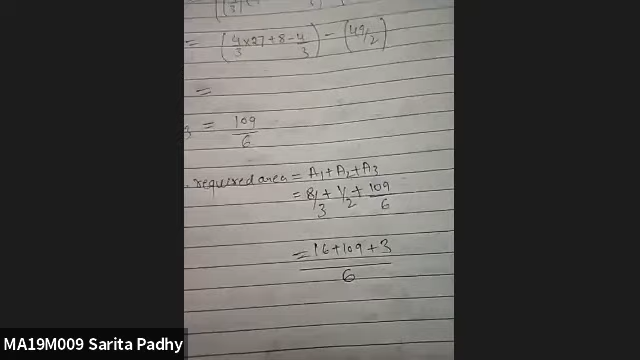 = (4/3 × 27 + 8 - 4/3) - (49/2)
=
3 = 109/6
required area = A1 + A2 + A3
= 8/3 + 1/2 + 109/6
= 16 + 109 + 3 / 6
MA19M009 Sarita Padhy